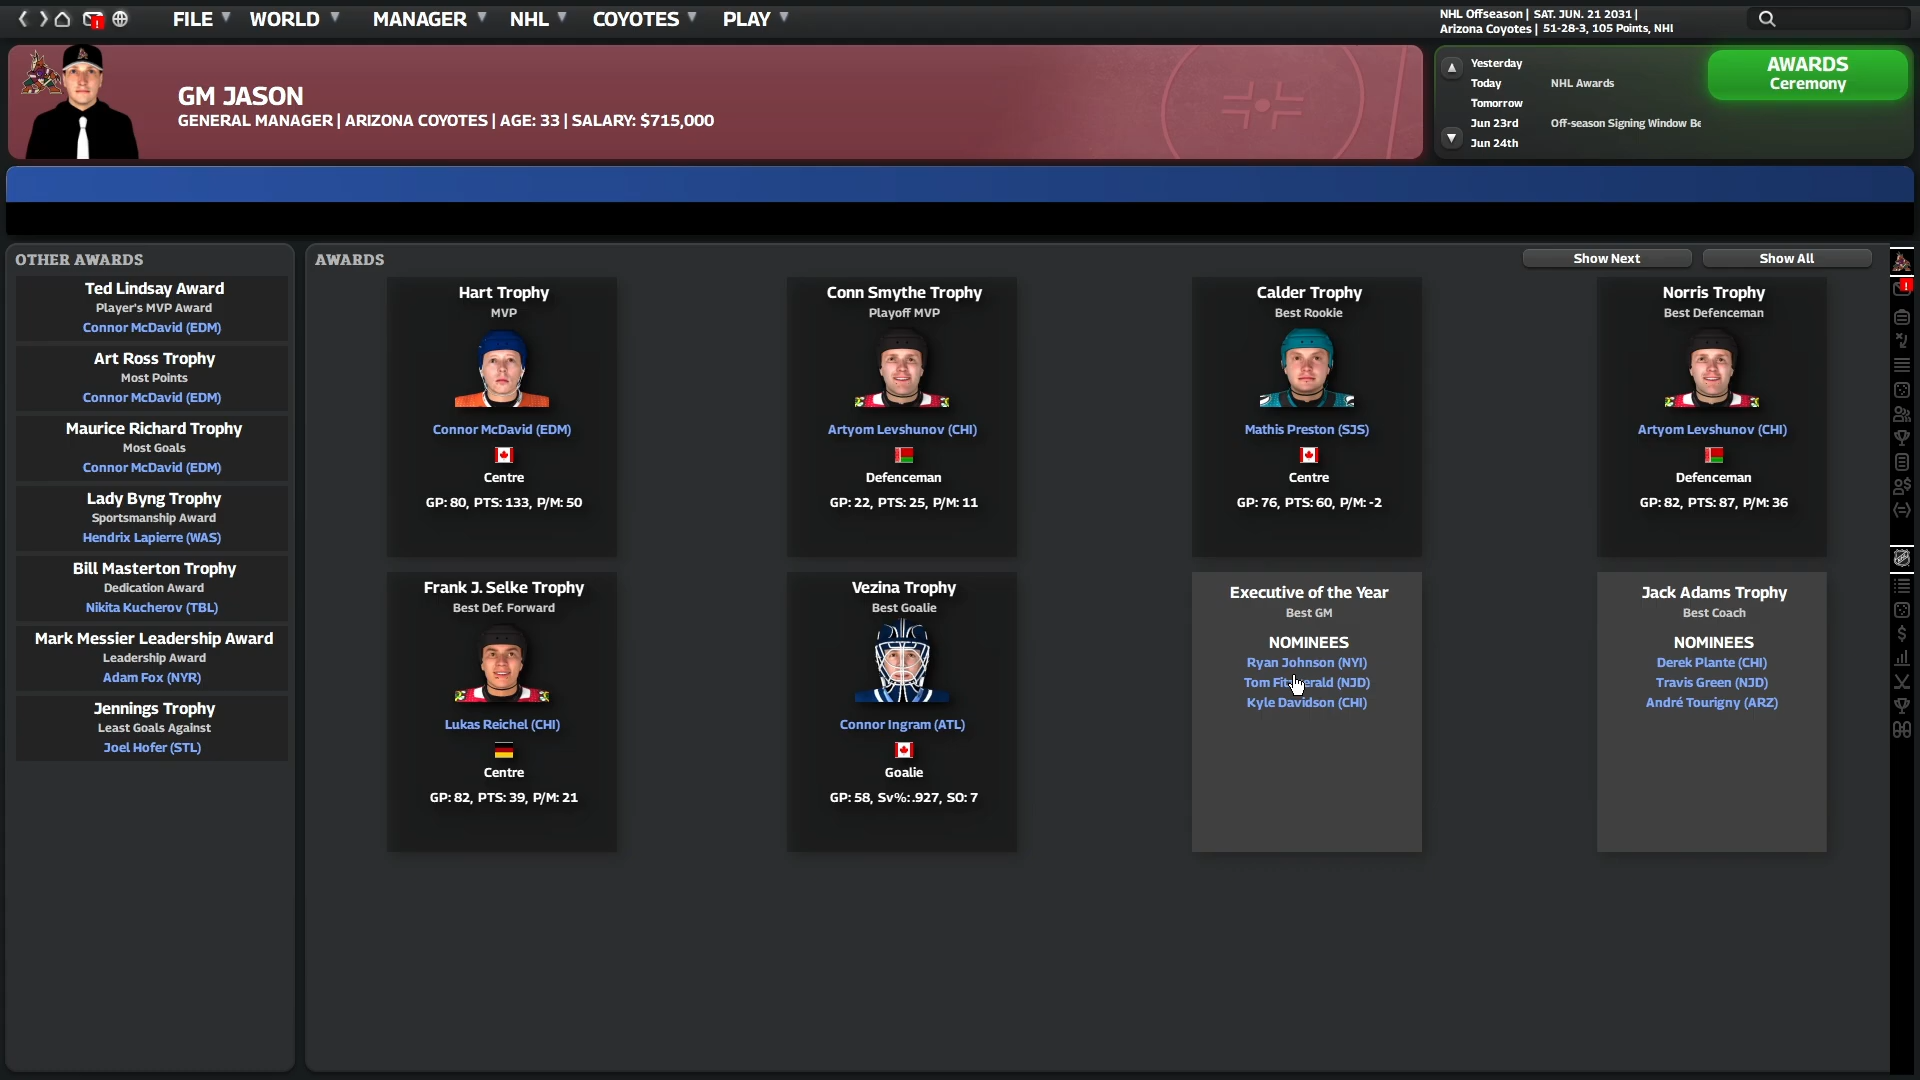 FILE WORLD MANAGER NHL COYOTES PLAY
NHL Offseason | SAT. JUN. 21 2031 |
Arizona Coyotes | 51-28-3, 105 Points, NHL
GM JASON
GENERAL MANAGER | ARIZONA COYOTES | AGE: 33 | SALARY: $715,000
Yesterday
Today NHL Awards
Tomorrow
Jun 23rd Off-season Signing Window Be
Jun 24th
AWARDS
Ceremony
OTHER AWARDS
Ted Lindsay Award
Player's MVP Award
Connor McDavid (EDM)
Art Ross Trophy
Most Points
Connor McDavid (EDM)
Maurice Richard Trophy
Most Goals
Connor McDavid (EDM)
Lady Byng Trophy
Sportsmanship Award
Hendrix Lapierre (WAS)
Bill Masterton Trophy
Dedication Award
Nikita Kucherov (TBL)
Mark Messier Leadership Award
Leadership Award
Adam Fox (NYR)
Jennings Trophy
Least Goals Against
Joel Hofer (STL)
AWARDS
Show Next
Show All
Hart Trophy
MVP
Connor McDavid (EDM)
Centre
GP: 80, PTS: 133, P/M: 50
Conn Smythe Trophy
Playoff MVP
Artyom Levshunov (CHI)
Defenceman
GP: 22, PTS: 25, P/M: 11
Calder Trophy
Best Rookie
Mathis Preston (SJS)
Centre
GP: 76, PTS: 60, P/M: -2
Norris Trophy
Best Defenceman
Artyom Levshunov (CHI)
Defenceman
GP: 82, PTS: 87, P/M: 36
Frank J. Selke Trophy
Best Def. Forward
Lukas Reichel (CHI)
Centre
GP: 82, PTS: 39, P/M: 21
Vezina Trophy
Best Goalie
Connor Ingram (ATL)
Goalie
GP: 58, Sv%: .927, SO: 7
Executive of the Year
Best GM
NOMINEES
Ryan Johnson (NYI)
Tom Fitzgerald (NJD)
Kyle Davidson (CHI)
Jack Adams Trophy
Best Coach
NOMINEES
Derek Plante (CHI)
Travis Green (NJD)
André Tourigny (ARZ)